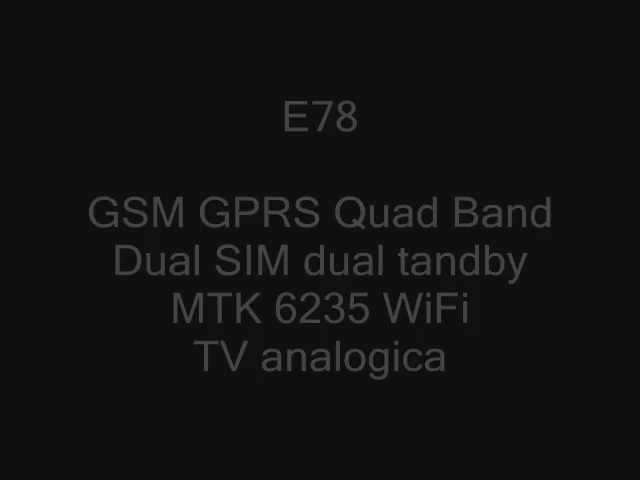 E78
GSM GPRS Quad Band
Dual SIM dual tandby
MTK 6235 WiFi
TV analogica